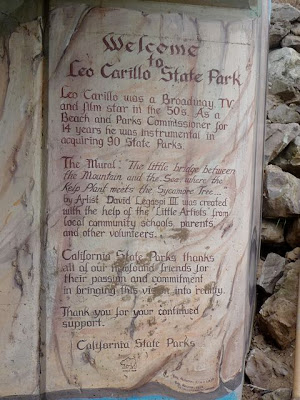 Welcome
to
Leo Carillo State Park
Leo Carillo was a Broadway, TV
and film star in the 50s. As a
Beach and Parks Commissioner for
14 years he was instrumental in
acquiring 90 State Parks.
The Mural: "The little bridge between
the Mountain and the Sea where the
Kelp Plant meets the Sycamore Tree...
by Artist David Legaspi III was created
with the help of the "Little Artists" from
local community schools, parents,
and other volunteers.
California State Parks thanks
all of our friends for
their passion and commitment
in bringing this vision into reality.
Thank you for your continued
support.
California State Parks